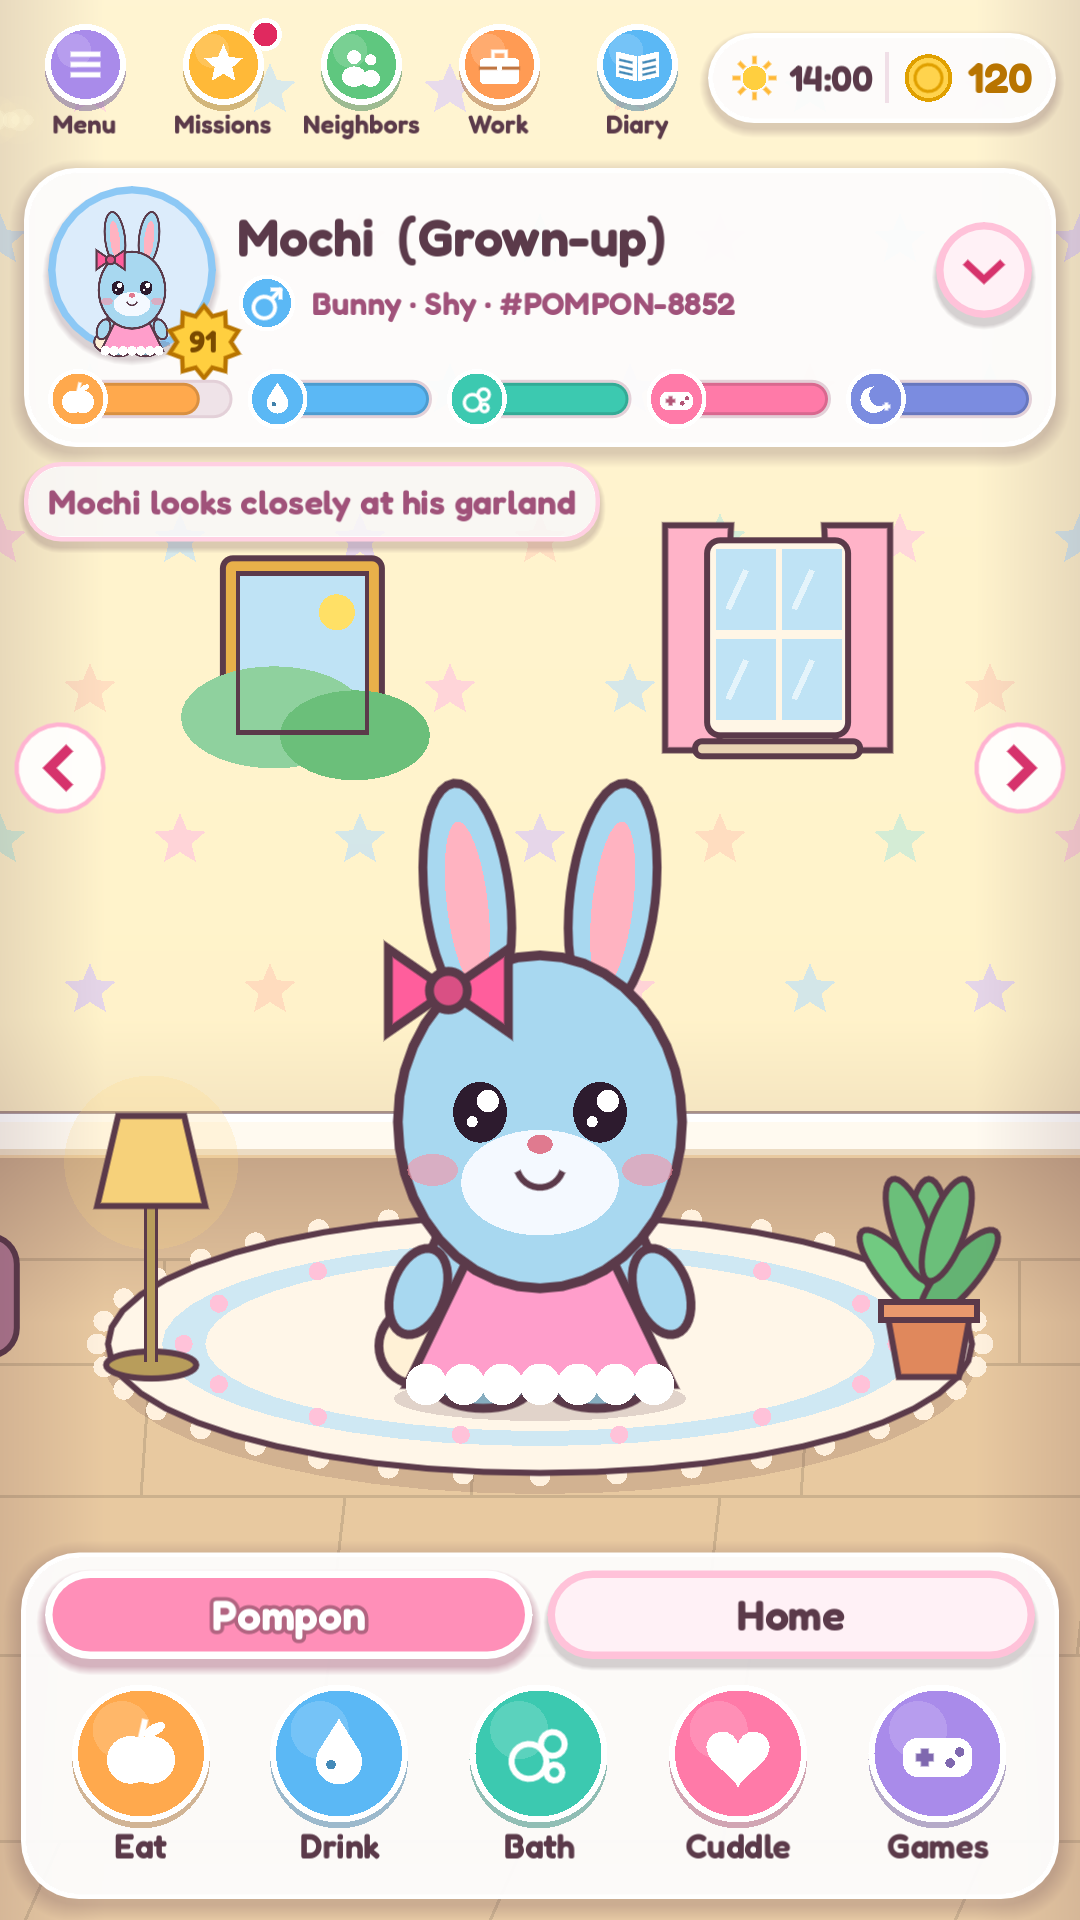 Menu
Missions
Neighbors
Work
Diary
14:00
120
Mochi (Grown-up)
Bunny · Shy · #POMPON-8852
91
Mochi looks closely at his garland
Pompon
Home
Eat
Drink
Bath
Cuddle
Games